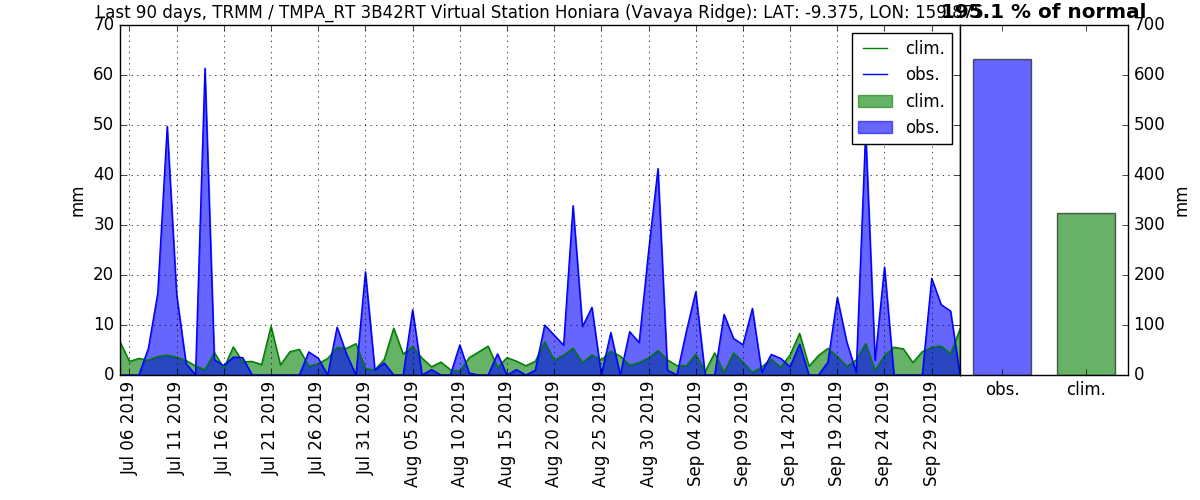 Last 90 days, TRMM / TMPA_RT 3B42RT Virtual Station Honiara (Vavaya Ridge): LAT: -9.375, LON:
195.1 % of normal
70
60
50
40
30
20
10
0
mm
clim.
obs.
clim.
obs.
700
600
500
400
300
200
100
0
mm
Jul 06 2019
Jul 11 2019
Jul 16 2019
Jul 21 2019
Jul 26 2019
Jul 31 2019
Aug 05 2019
Aug 10 2019
Aug 15 2019
Aug 20 2019
Aug 25 2019
Aug 30 2019
Sep 04 2019
Sep 09 2019
Sep 14 2019
Sep 19 2019
Sep 24 2019
Sep 29 2019
obs.
clim.